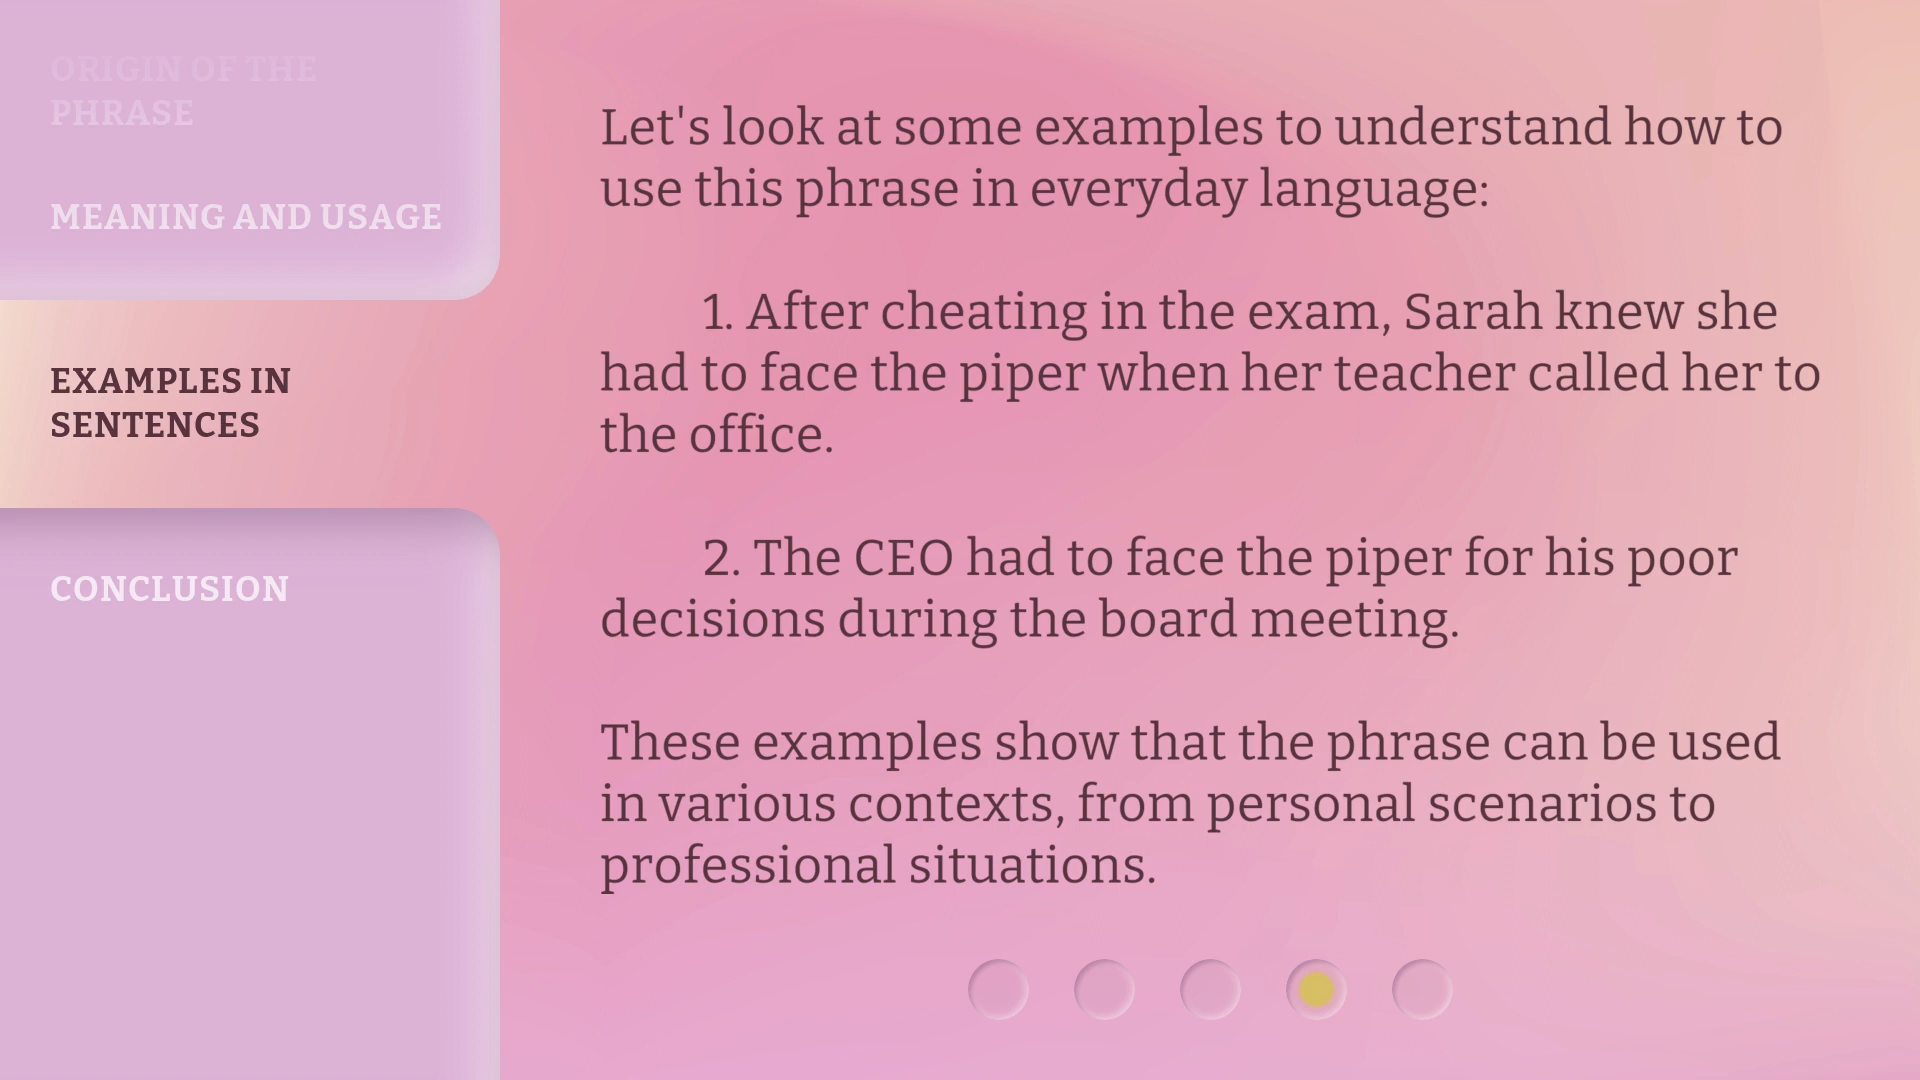 ORIGIN OF THE
PHRASE
MEANING AND USAGE
EXAMPLES IN
SENTENCES
CONCLUSION
Let's look at some examples to understand how to
use this phrase in everyday language:
1. After cheating in the exam, Sarah knew she
had to face the piper when her teacher called her to
the office.
2. The CEO had to face the piper for his poor
decisions during the board meeting.
These examples show that the phrase can be used
in various contexts, from personal scenarios to
professional situations.